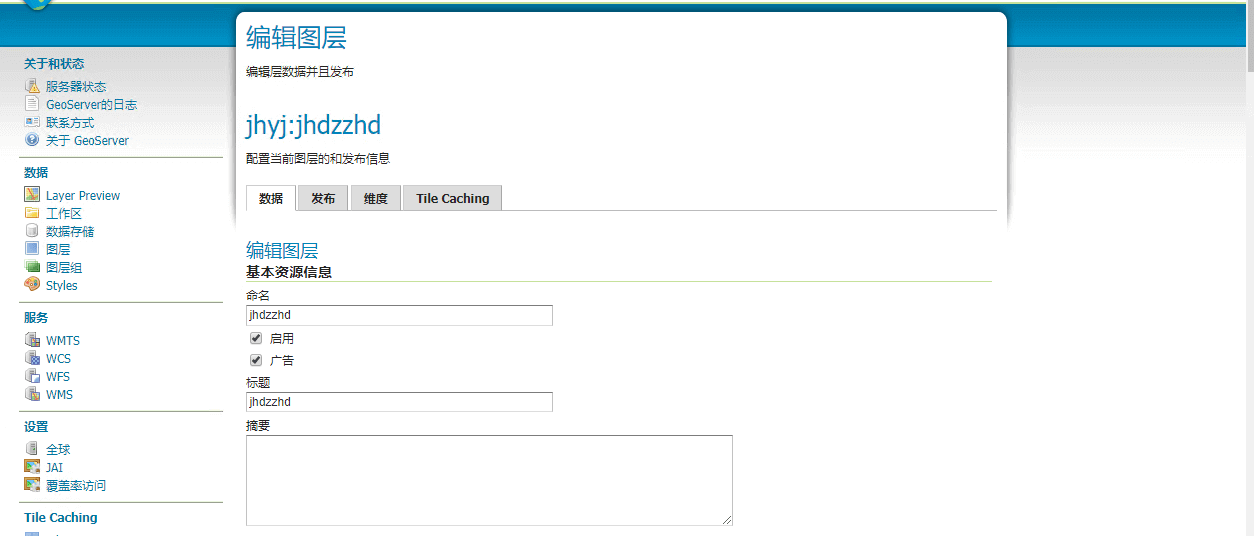 关于和状态
服务器状态
GeoServer的日志
联系方式
关于 GeoServer
数据
Layer Preview
工作区
数据存储
图层
图层组
Styles
服务
WMTS
WCS
WFS
WMS
设置
全球
JAI
覆盖率访问
Tile Caching
编辑图层
编辑层数据并且发布
jhyj:jhdzzhd
配置当前图层的和发布信息
数据 发布 维度 Tile Caching
编辑图层
基本资源信息
命名
jhdzzhd
启用
广告
标题
jhdzzhd
摘要